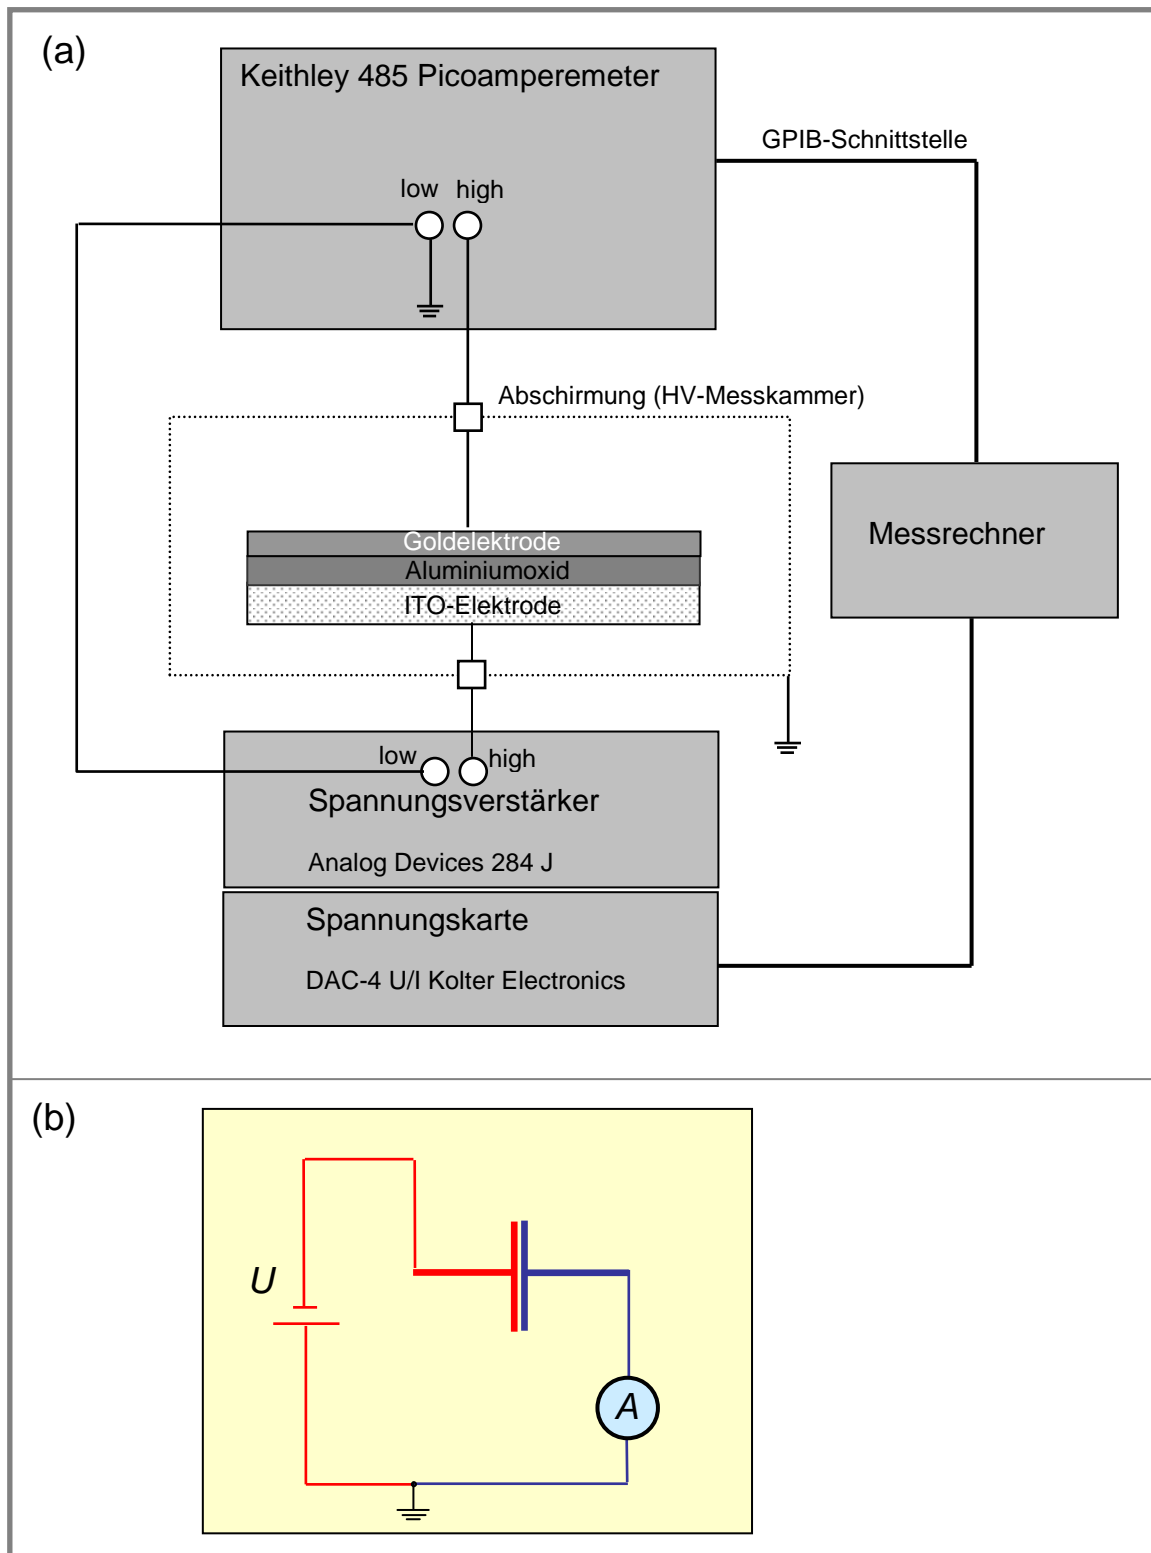 (a)
Keithley 485 Picoamperemeter
GPIB-Schnittstelle
low high
Abschirmung (HV-Messkammer)
Messrechner
Goldelektrode
Aluminiumoxid
ITO-Elektrode
low high
Spannungsverstärker
Analog Devices 284 J
Spannungskarte
DAC-4 U/I Kolter Electronics
(b)
U
A